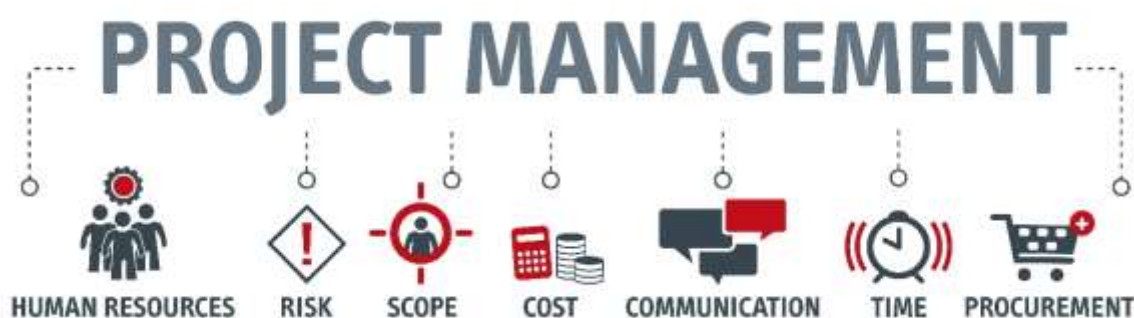 PROJECT MANAGEMENT
HUMAN RESOURCES RISK SCOPE COST COMMUNICATION TIME PROCUREMENT